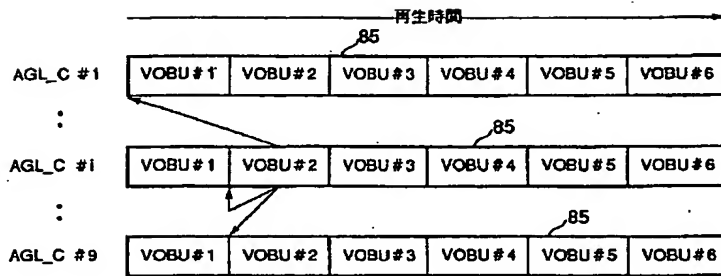 再生時間
85
AGL_C #1 VOBU#1 VOBU#2 VOBU#3 VOBU#4 VOBU#5 VOBU#6
85
AGL_C #i VOBU#1 VOBU#2 VOBU#3 VOBU#4 VOBU#5 VOBU#6
85
AGL_C #9 VOBU#1 VOBU#2 VOBU#3 VOBU#4 VOBU#5 VOBU#6